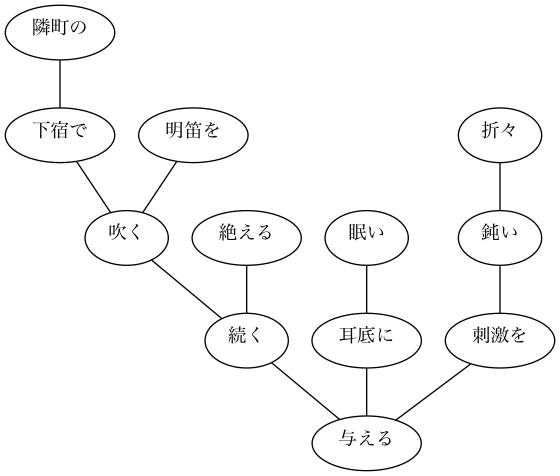 隣町の
下宿で
明笛を
折々
吹く
絶える
眠い
鈍い
続く
耳底に
刺激を
与える